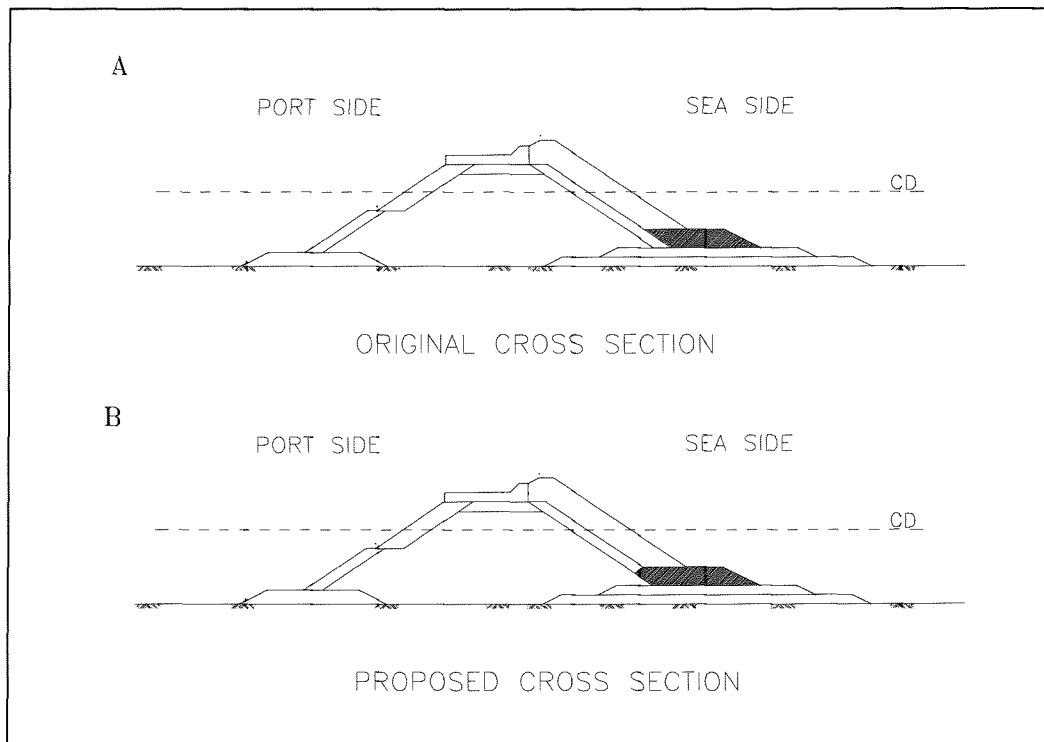 A
PORT SIDE
SEA SIDE
CD
ORIGINAL CROSS SECTION
B
PORT SIDE
SEA SIDE
CD
PROPOSED CROSS SECTION